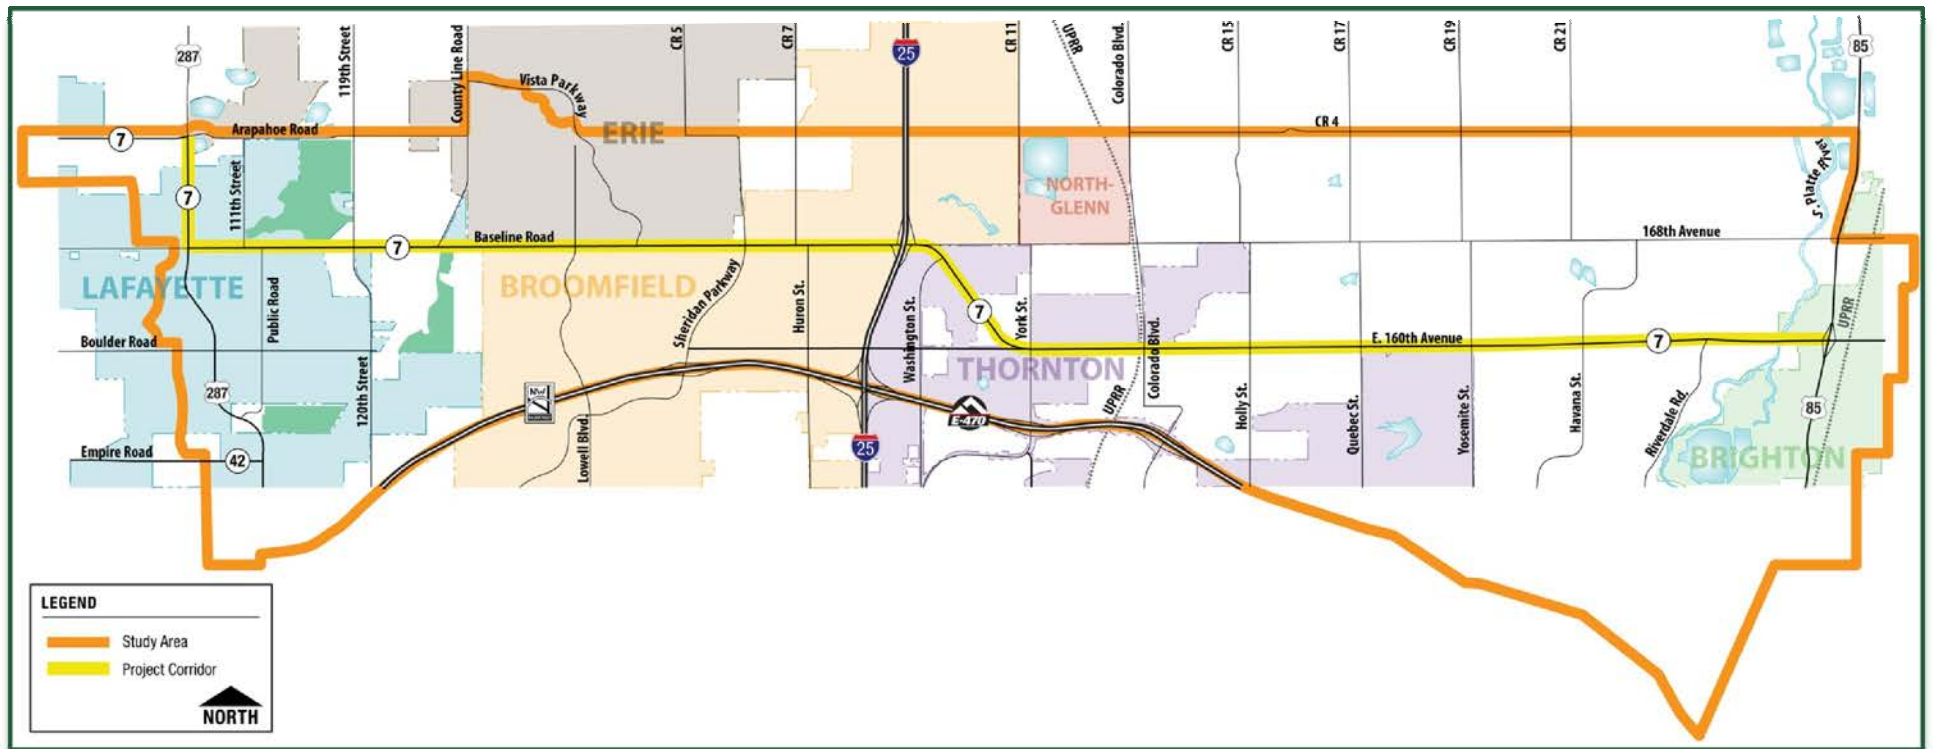 287
119th Street
County Line Road
CR 5
CR 7
25
CR 11
UPRR
Colorado Blvd.
CR 15
CR 17
CR 19
CR 21
85
Vista Parkway
7
Arapahoe Road
ERIE
CR 4
S. Platte River
7
111th Street
NORTH-
GLENN
7
Baseline Road
168th Avenue
LAFAYETTE
Public Road
BROOMFIELD
Sheridan Parkway
Huron St.
Washington St.
7
York St.
Colorado Blvd.
E. 160th Avenue
7
UPRR
Boulder Road
120th Street
THORNTON
287
NW
E-470
UPRR
Holly St.
Quebec St.
Yosemite St.
Havana St.
Riverdale Rd.
85
Empire Road
42
Lowell Blvd.
25
BRIGHTON
LEGEND
Study Area
Project Corridor
NORTH